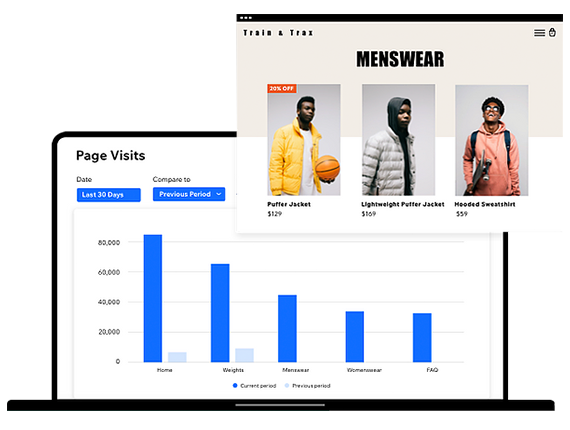 Train & Trax
MENSWEAR
20% OFF
Puffer Jacket
$129
Lightweight Puffer Jacket
$169
Hooded Sweatshirt
$59
Page Visits
Date
Compare to
Last 30 Days
Previous Period
80,000
60,000
40,000
20,000
0
Home
Weights
Menswear
Womenswear
FAQ
Current period
Previous period